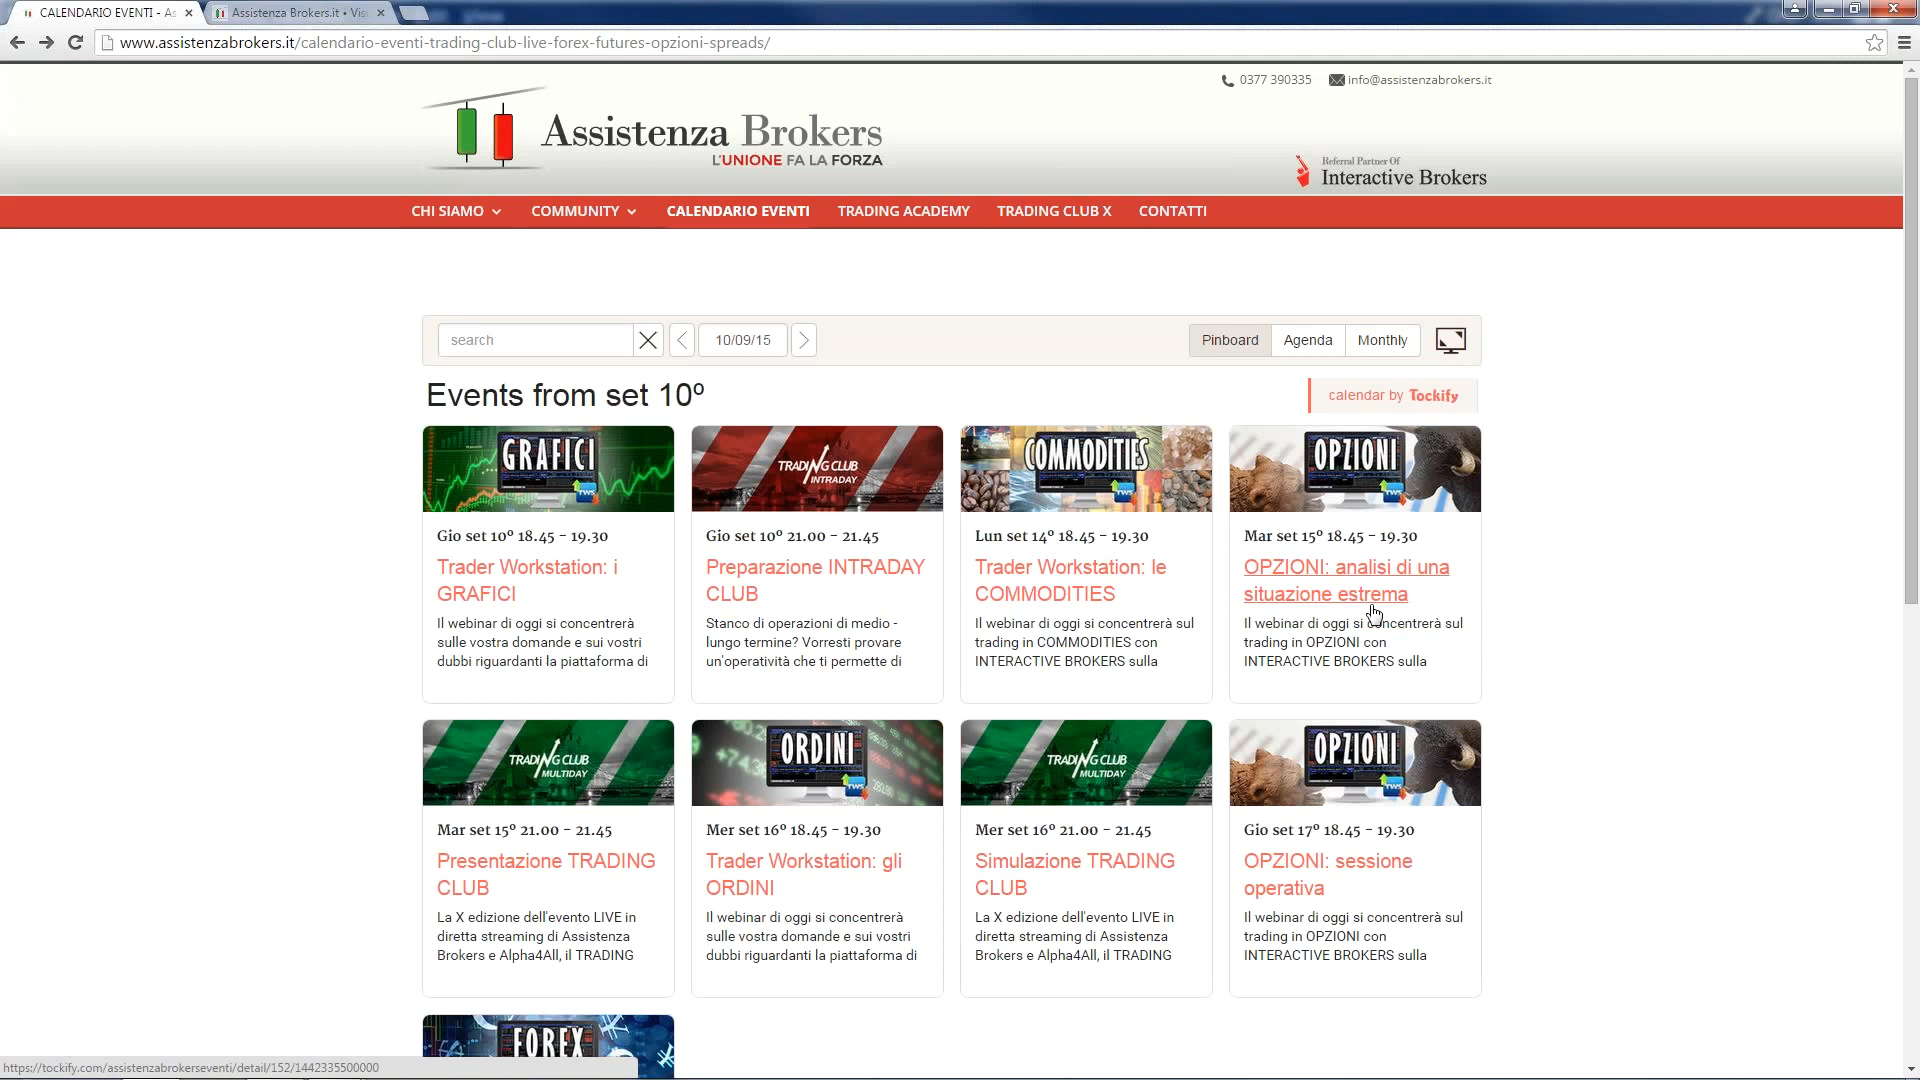 CALENDARIO EVENTI - As
Assistenza Brokers.it • Vis
www.assistenzabrokers.it/calendario-eventi-trading-club-live-forex-futures-opzioni-spreads/
0377 390335 info@assistenzabrokers.it
Assistenza Brokers
L'UNIONE FA LA FORZA
Referral Partner Of
Interactive Brokers
CHI SIAMO COMMUNITY CALENDARIO EVENTI TRADING ACADEMY TRADING CLUB X CONTATTI
search 10/09/15 Pinboard Agenda Monthly
Events from set 10º
calendar by Tockify
GRAFICI
TWS
Gio set 10º 18.45 - 19.30
Trader Workstation: i
GRAFICI
Il webinar di oggi si concentrerà
sulle vostra domande e sui vostri
dubbi riguardanti la piattaforma di
TRADING CLUB
INTRADAY
Gio set 10º 21.00 - 21.45
Preparazione INTRADAY
CLUB
Stanco di operazioni di medio -
lungo termine? Vorresti provare
un'operatività che ti permette di
COMMODITIES
TWS
Lun set 14º 18.45 - 19.30
Trader Workstation: le
COMMODITIES
Il webinar di oggi si concentrerà sul
trading in COMMODITIES con
INTERACTIVE BROKERS sulla
OPZIONI
TWS
Mar set 15º 18.45 - 19.30
OPZIONI: analisi di una
situazione estrema
Il webinar di oggi si concentrerà sul
trading in OPZIONI con
INTERACTIVE BROKERS sulla
TRADING CLUB
MULTIDAY
Mar set 15º 21.00 - 21.45
Presentazione TRADING
CLUB
La X edizione dell'evento LIVE in
diretta streaming di Assistenza
Brokers e Alpha4All, il TRADING
ORDINI
TWS
Mer set 16º 18.45 - 19.30
Trader Workstation: gli
ORDINI
Il webinar di oggi si concentrerà
sulle vostra domande e sui vostri
dubbi riguardanti la piattaforma di
TRADING CLUB
MULTIDAY
Mer set 16º 21.00 - 21.45
Simulazione TRADING
CLUB
La X edizione dell'evento LIVE in
diretta streaming di Assistenza
Brokers e Alpha4All, il TRADING
OPZIONI
TWS
Gio set 17º 18.45 - 19.30
OPZIONI: sessione
operativa
Il webinar di oggi si concentrerà sul
trading in OPZIONI con
INTERACTIVE BROKERS sulla
FOREX
https://tockify.com/assistenzabrokerseventi/detail/152/1442335500000